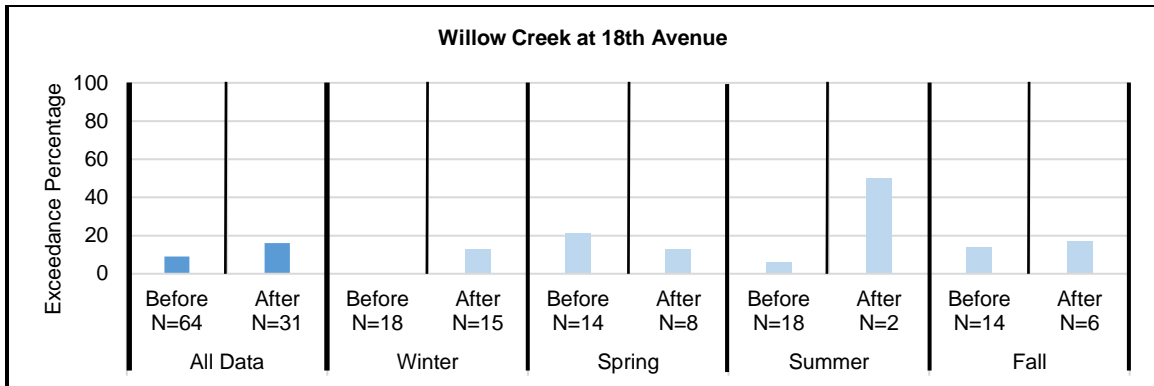 Willow Creek at 18th Avenue
Exceedance Percentage
100
80
60
40
20
0
Before After Before After Before After Before After Before After
N=64 N=31 N=18 N=15 N=14 N=8 N=18 N=2 N=14 N=6
All Data Winter Spring Summer Fall